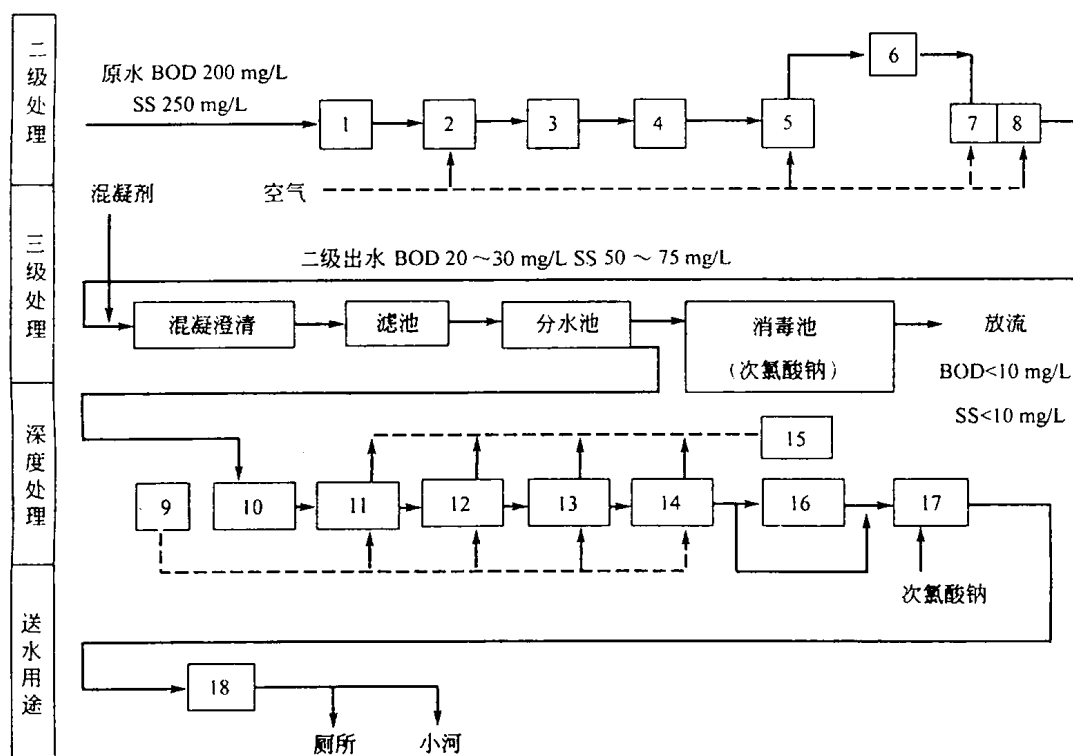 二级处理
原水 BOD 200 mg/L
SS 250 mg/L
1
2
3
4
5
6
7
8
空气
混凝剂
三级处理
二级出水 BOD 20～30 mg/L SS 50 ～ 75 mg/L
混凝澄清
滤池
分水池
消毒池
（次氯酸钠）
放流
BOD<10 mg/L
SS<10 mg/L
深度处理
9
10
11
12
13
14
15
16
17
次氯酸钠
送水用途
18
厕所
小河